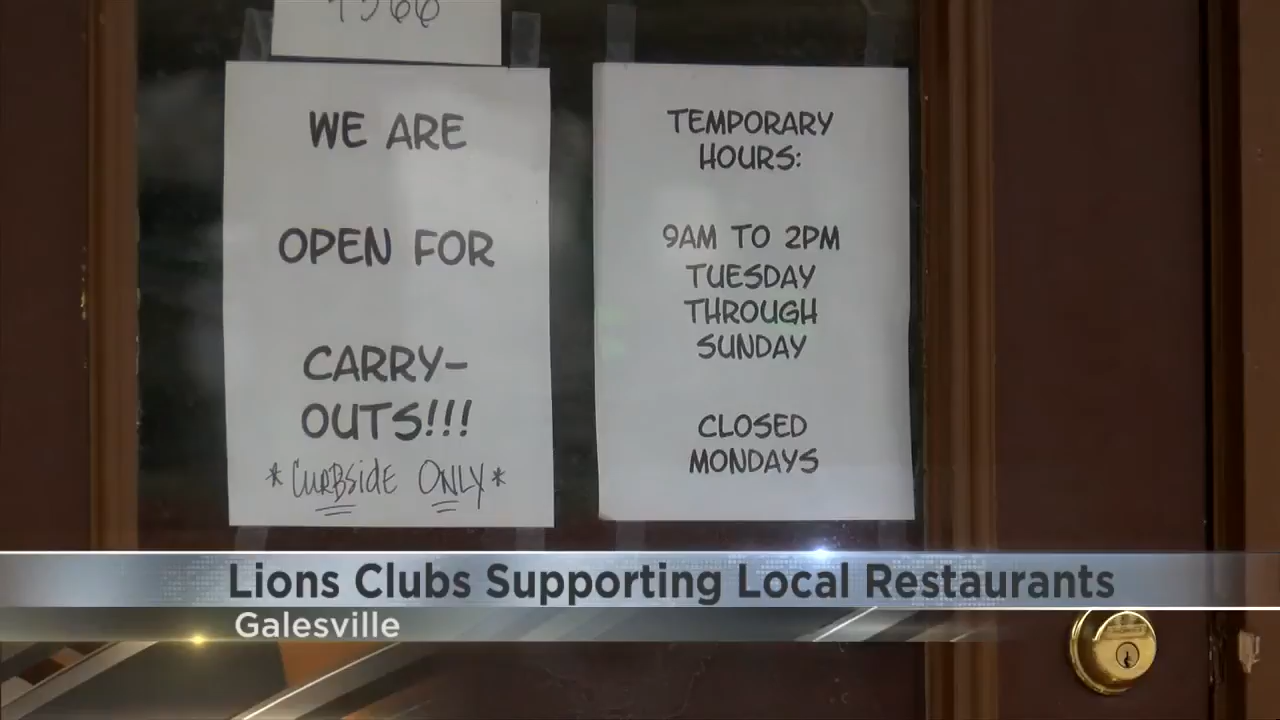 WE ARE
OPEN FOR
CARRY-
OUTS!!!
*CURBSIDE ONLY*
TEMPORARY
HOURS:
9AM TO 2PM
TUESDAY
THROUGH
SUNDAY
CLOSED
MONDAYS
Lions Clubs Supporting Local Restaurants
Galesville